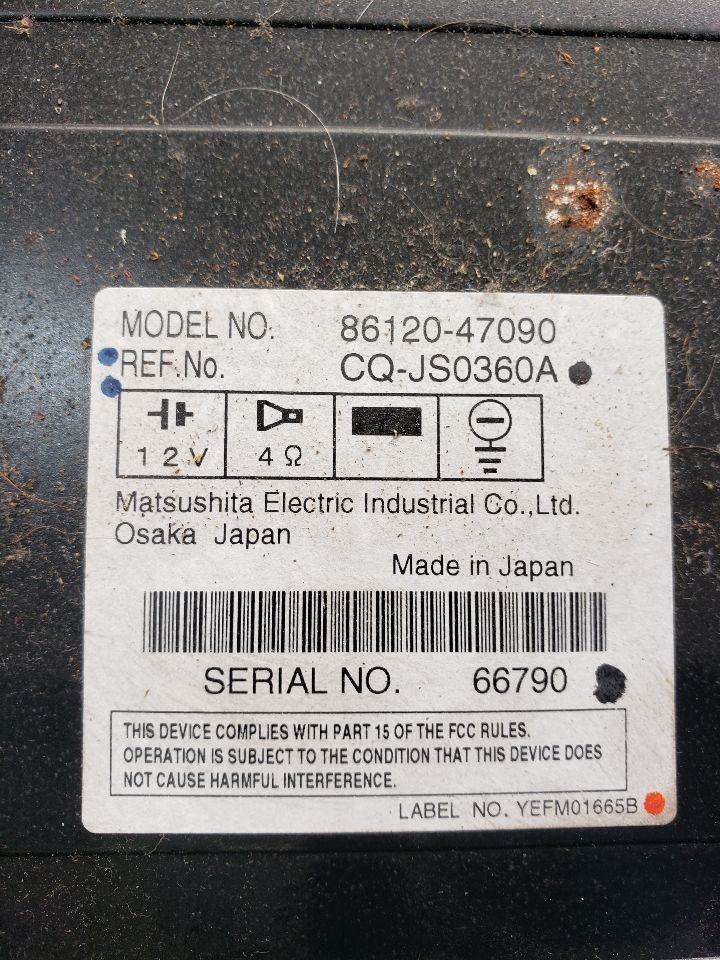 MODEL NO. 86120-47090
REF.No. CQ-JS0360A
12V 4Ω
Matsushita Electric Industrial Co.,Ltd.
Osaka Japan
Made in Japan
SERIAL NO. 66790
THIS DEVICE COMPLIES WITH PART 15 OF THE FCC RULES.
OPERATION IS SUBJECT TO THE CONDITION THAT THIS DEVICE DOES
NOT CAUSE HARMFUL INTERFERENCE.
LABEL NO. YEFM01665B